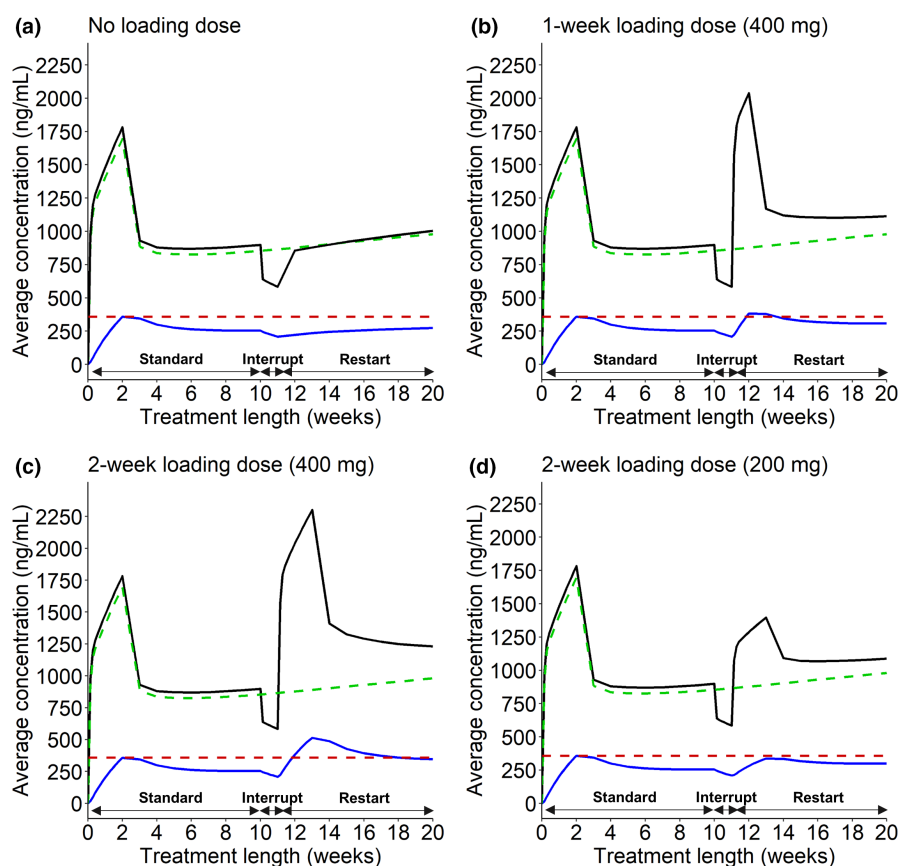 (a) No loading dose
Average concentration (ng/mL)
2250
2000
1750
1500
1250
1000
750
500
250
0
Standard Interrupt Restart
0 2 4 6 8 10 12 14 16 18 20
Treatment length (weeks)
(b) 1-week loading dose (400 mg)
Average concentration (ng/mL)
2250
2000
1750
1500
1250
1000
750
500
250
0
Standard Interrupt Restart
0 2 4 6 8 10 12 14 16 18 20
Treatment length (weeks)
(c) 2-week loading dose (400 mg)
Average concentration (ng/mL)
2250
2000
1750
1500
1250
1000
750
500
250
0
Standard Interrupt Restart
0 2 4 6 8 10 12 14 16 18 20
Treatment length (weeks)
(d) 2-week loading dose (200 mg)
Average concentration (ng/mL)
2250
2000
1750
1500
1250
1000
750
500
250
0
Standard Interrupt Restart
0 2 4 6 8 10 12 14 16 18 20
Treatment length (weeks)